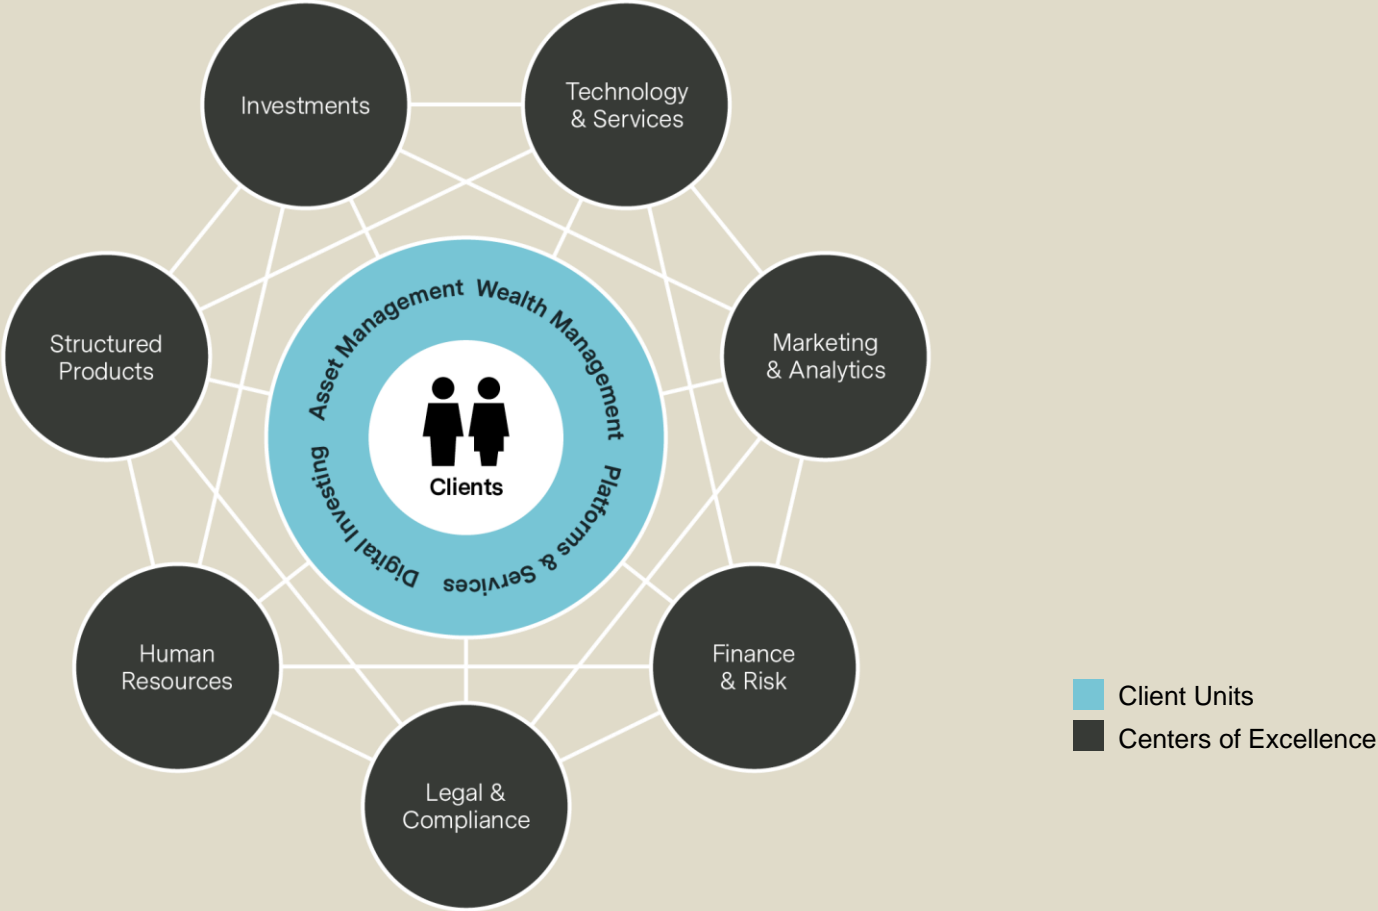 Investments
Technology
& Services
Structured
Products
Marketing
& Analytics
Asset Management
Wealth Management
Platforms & Services
Digital Investing
Clients
Human
Resources
Finance
& Risk
Legal &
Compliance
Client Units
Centers of Excellence